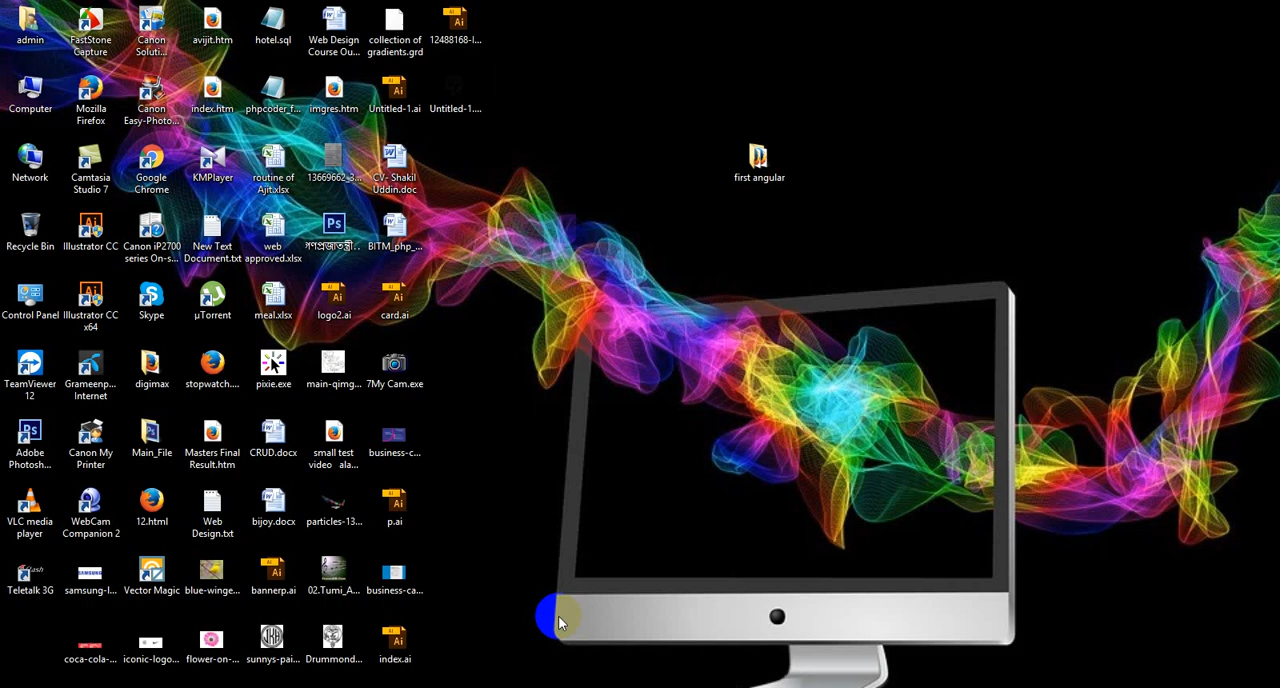 admin
FastStone
Capture
Canon
Soluti...
avijit.htm
hotel.sql
Web Design
Course Ou...
collection of
gradients.grd
12488168-l...
Computer
Mozilla
Firefox
Canon
Easy-Photo...
index.htm
phpcoder_f...
imgres.htm
Untitled-1.ai
Untitled-1....
Network
Camtasia
Studio 7
Google
Chrome
KMPlayer
routine of
Ajit.xlsx
13669662_3...
CV- Shakil
Uddin.doc
first angular
Recycle Bin
Illustrator CC
Canon iP2700
series On-s...
New Text
Document.txt
web
approved.xlsx
গণপ্রজাতন্ত্রী...
BITM_php_...
Control Panel
Illustrator CC
x64
Skype
µTorrent
meal.xlsx
logo2.ai
card.ai
TeamViewer
12
Grameenp...
Internet
digimax
stopwatch....
pixie.exe
main-qimg...
7My Cam.exe
Adobe
Photosh...
Canon My
Printer
Main_File
Masters Final
Result.htm
CRUD.docx
small test
video ala...
business-c...
VLC media
player
WebCam
Companion 2
12.html
Web
Design.txt
bijoy.docx
particles-13...
p.ai
Teletalk 3G
samsung-l...
Vector Magic
blue-winge...
bannerp.ai
02.Tumi_A...
business-ca...
coca-cola-...
iconic-logo...
flower-on-...
sunnys-pai...
Drummond...
index.ai